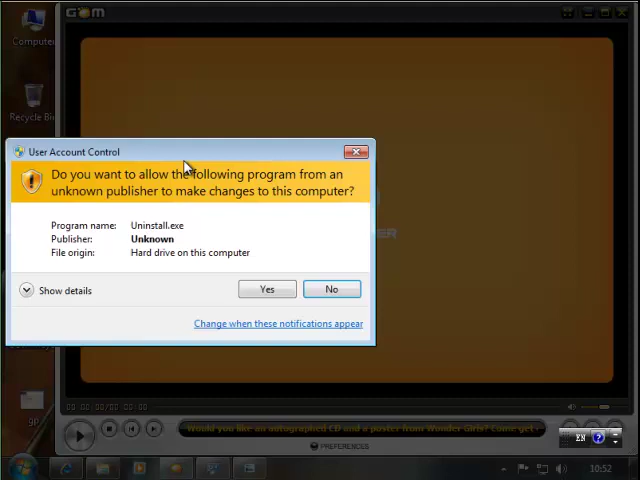 Computer
GOM
Recycle Bin
User Account Control
Do you want to allow the following program from an
unknown publisher to make changes to this computer?
Program name: Uninstall.exe
Publisher: Unknown
File origin: Hard drive on this computer
Show details
Yes
No
Change when these notifications appear
gp
Would you like an autographed CD and a poster from Wonder Girls? Come get
PREFERENCES
EN
10:52